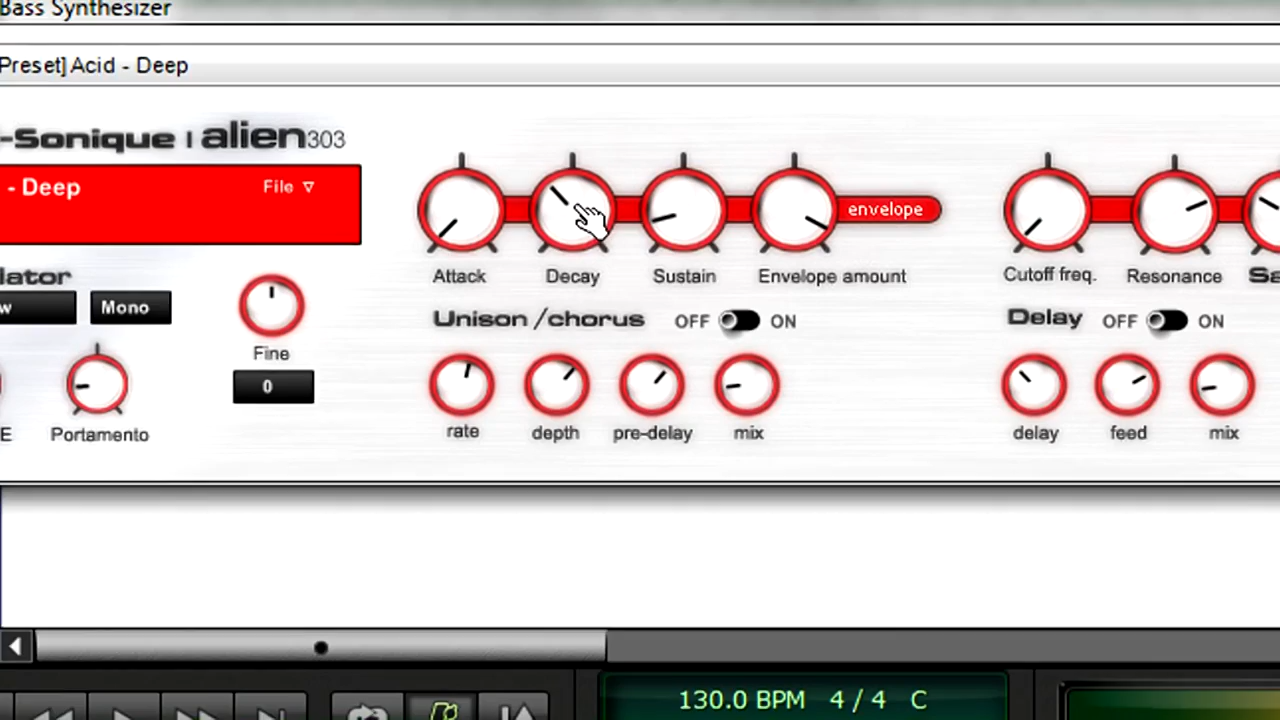 Bass Synthesizer
Preset] Acid - Deep
-Sonique | alien303
- Deep File
envelope
Attack Decay Sustain Envelope amount
Cutoff freq. Resonance
Mono
Unison /chorus OFF ON
Delay OFF ON
Fine
0
Portamento
rate depth pre-delay mix
delay feed mix
130.0 BPM 4 / 4 C